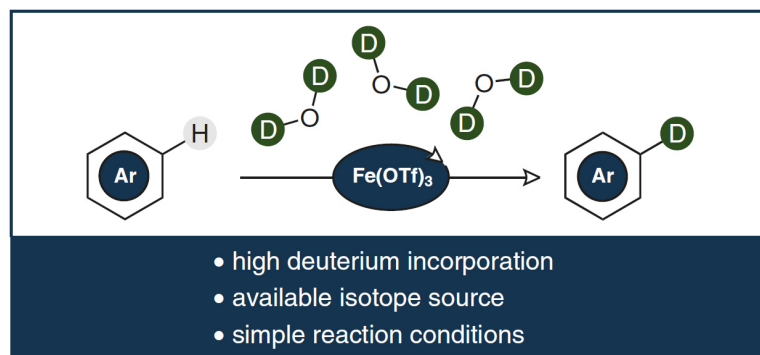 D
D
O
D
D
O
D
D
O
H
Ar
Fe(OTf)3
D
Ar
• high deuterium incorporation
• available isotope source
• simple reaction conditions